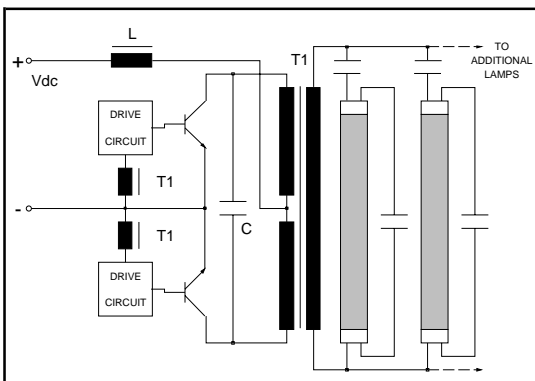 L
+
Vdc
T1
TO
ADDITIONAL
LAMPS
DRIVE
CIRCUIT
T1
-
T1
C
DRIVE
CIRCUIT